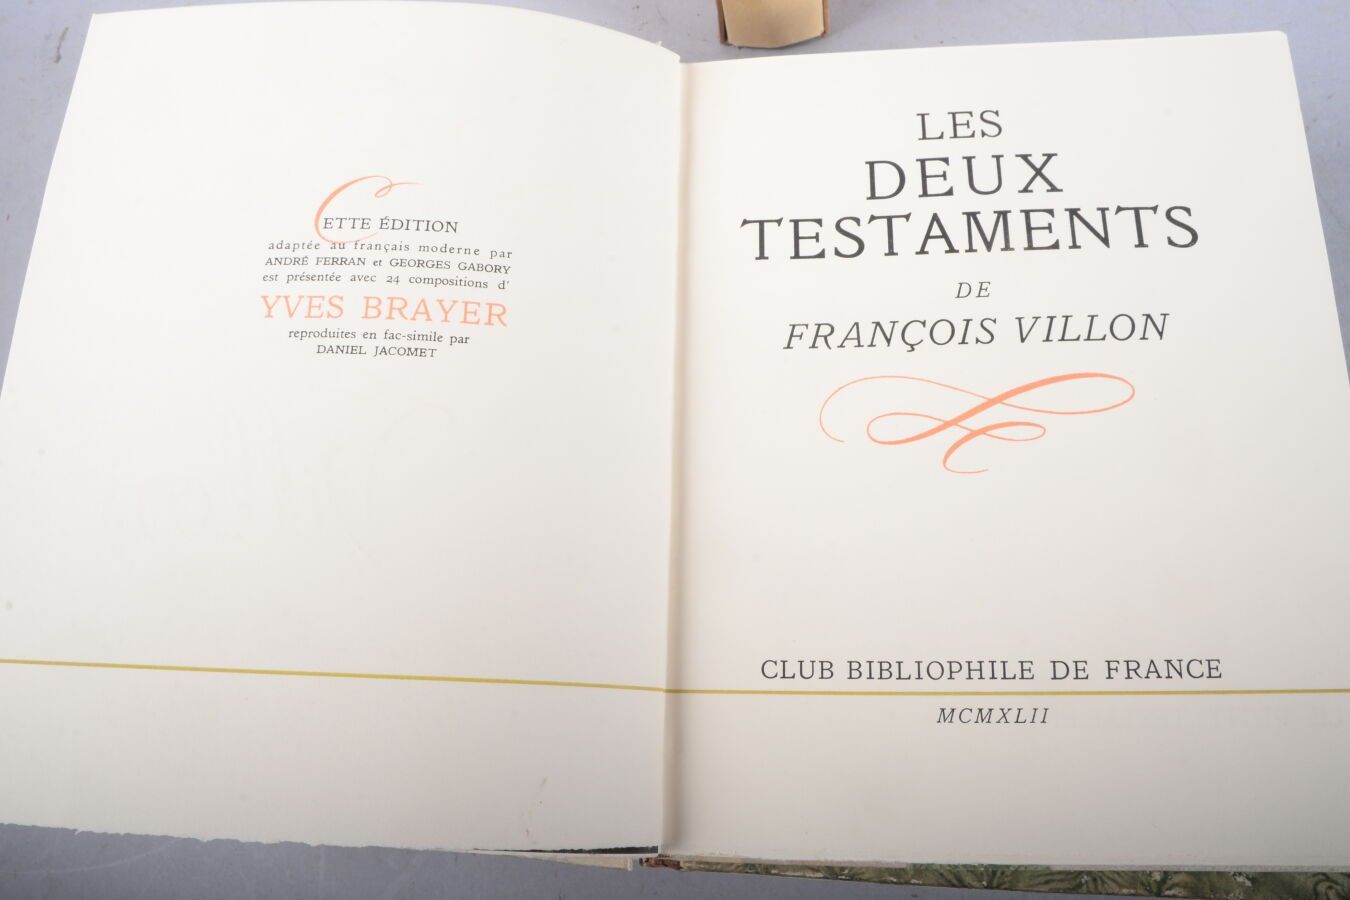 CETTE ÉDITION
adaptée au français moderne par
ANDRÉ FERRAN et GEORGES GABORY
est présentée avec 24 compositions d'
YVES BRAYER
reproduites en fac-simile par
DANIEL JACOMET
LES
DEUX
TESTAMENTS
DE
FRANÇOIS VILLON
CLUB BIBLIOPHILE DE FRANCE
MCMXLII